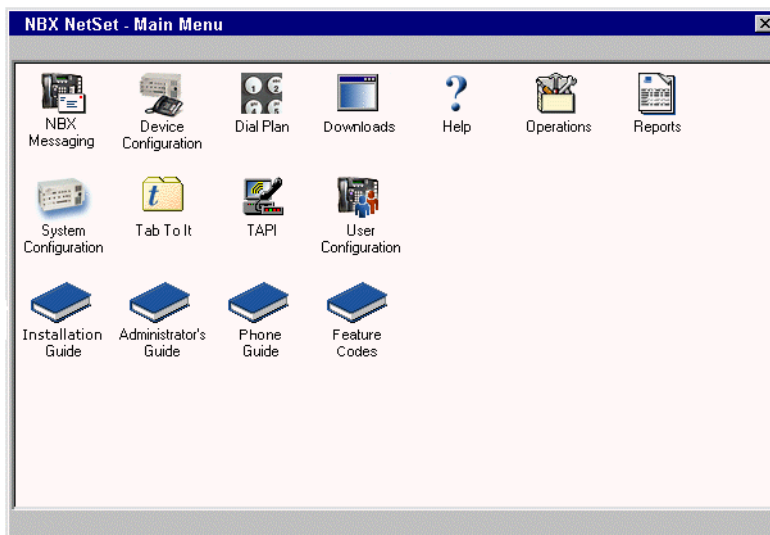 NBX NetSet - Main Menu
NBX
Messaging
Device
Configuration
Dial Plan
Downloads
Help
Operations
Reports
System
Configuration
Tab To It
TAPI
User
Configuration
Installation
Guide
Administrator's
Guide
Phone
Guide
Feature
Codes